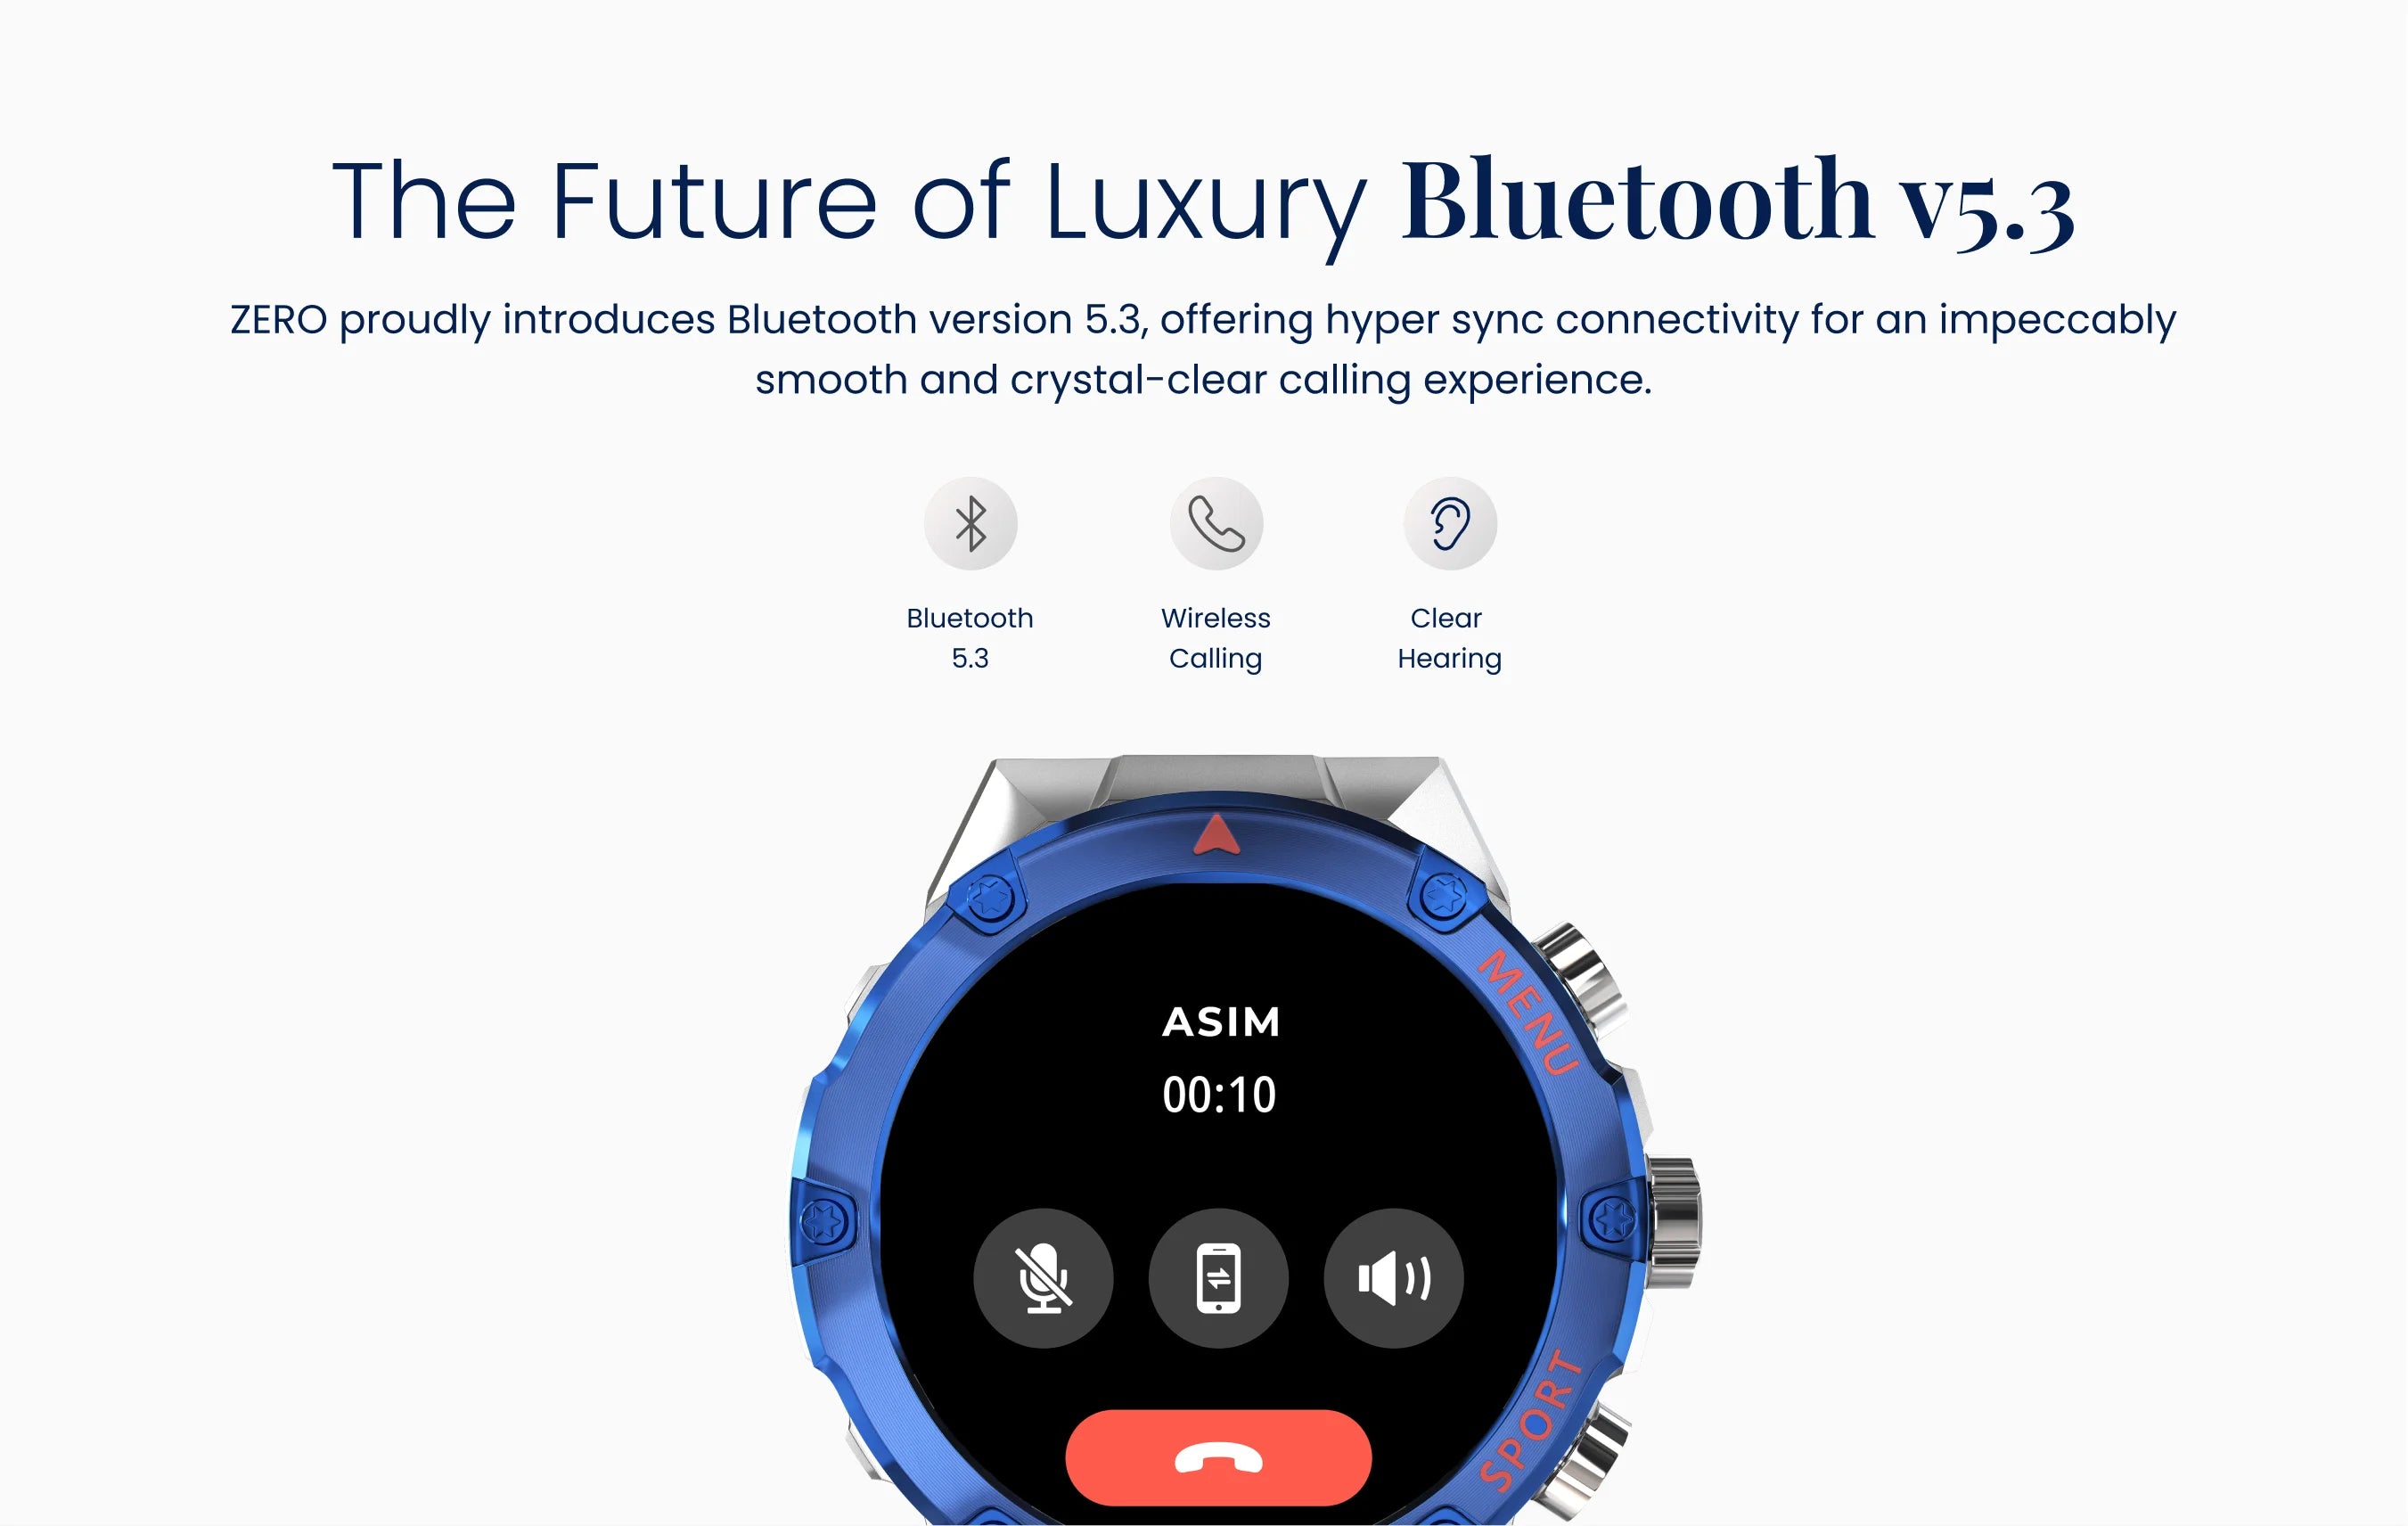 The Future of Luxury Bluetooth v5.3
ZERO proudly introduces Bluetooth version 5.3, offering hyper sync connectivity for an impeccably
smooth and crystal-clear calling experience.
Bluetooth
5.3
Wireless
Calling
Clear
Hearing
MENU
ASIM
00:10
SPORT